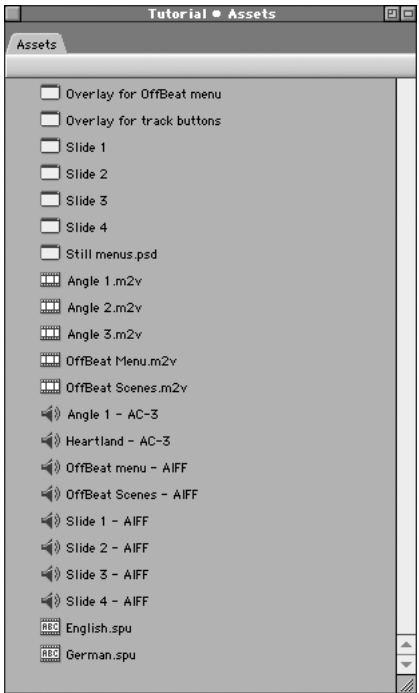 Tutorial • Assets
Assets
Overlay for OffBeat menu
Overlay for track buttons
Slide 1
Slide 2
Slide 3
Slide 4
Still menus.psd
Angle 1.m2v
Angle 2.m2v
Angle 3.m2v
OffBeat Menu.m2v
OffBeat Scenes.m2v
Angle 1 - AC-3
Heartland - AC-3
OffBeat menu - AIFF
OffBeat Scenes - AIFF
Slide 1 - AIFF
Slide 2 - AIFF
Slide 3 - AIFF
Slide 4 - AIFF
ABC English.spu
ABC German.spu